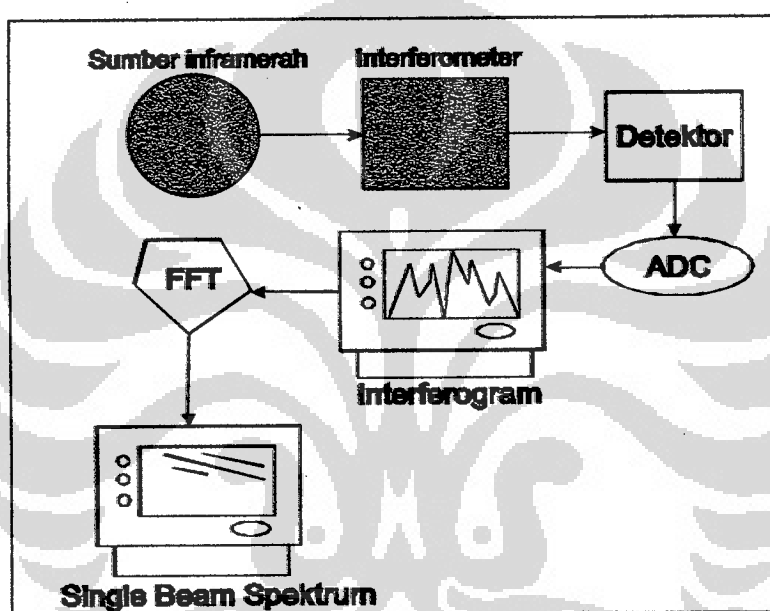 Sumber inframerah
Interferometer
Detektor
ADC
Interferogram
FFT
Single Beam Spektrum